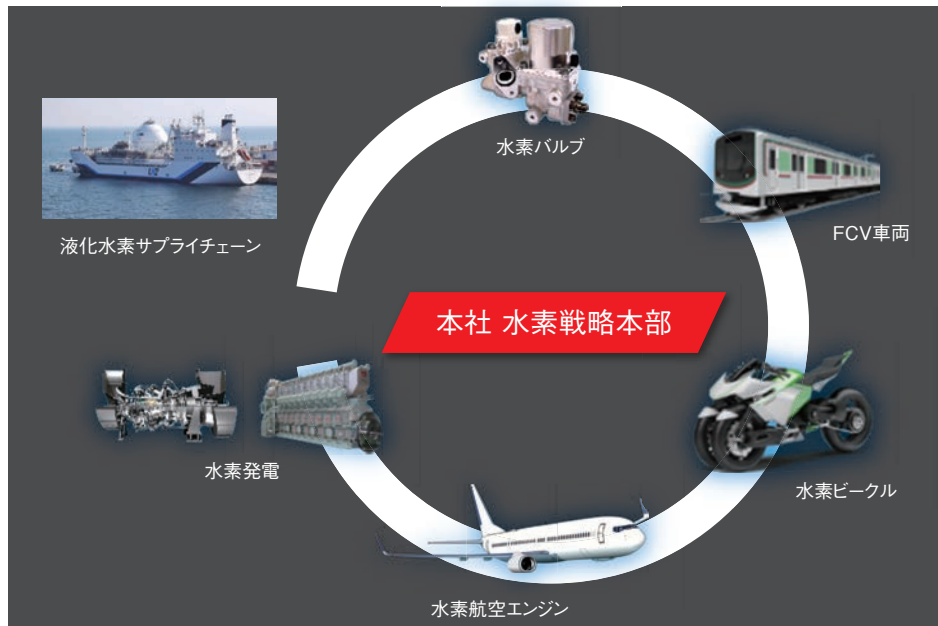 水素バルブ
液化水素サプライチェーン
FCV車両
本社 水素戦略本部
水素発電
水素ビークル
水素航空エンジン